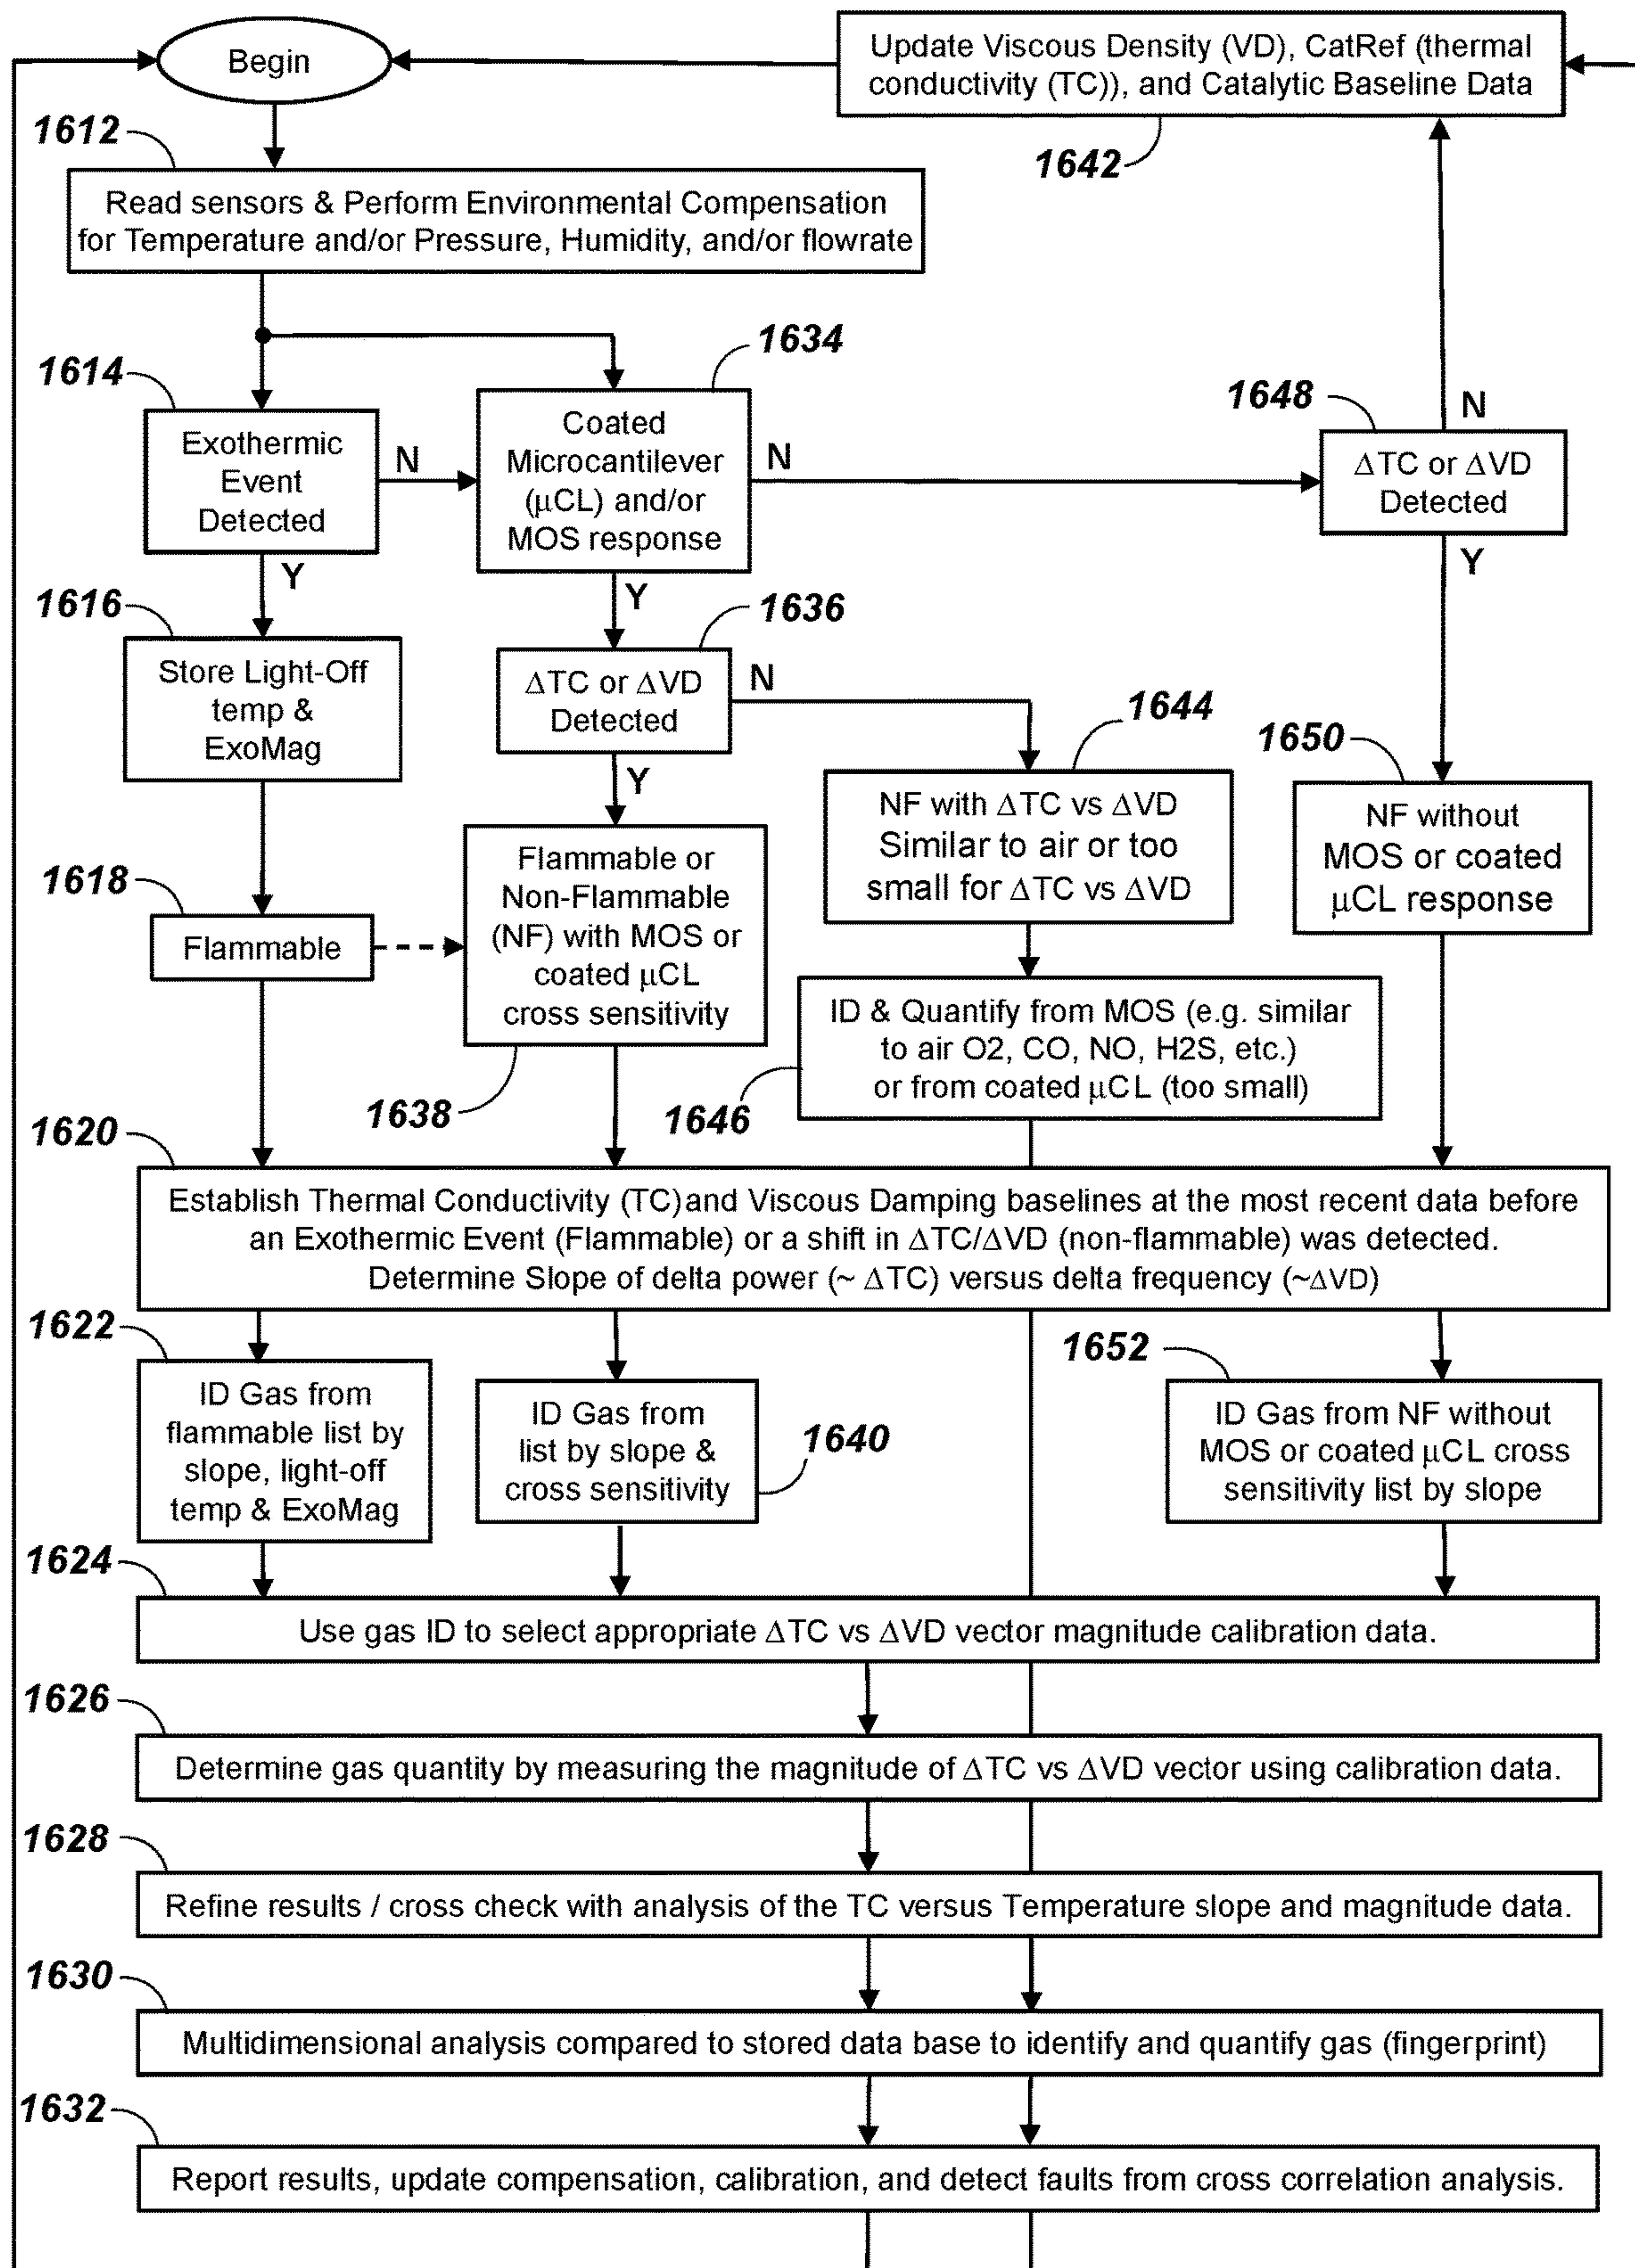 Begin
Update Viscous Density (VD), CatRef (thermal
conductivity (TC)), and Catalytic Baseline Data
1642
1612
Read sensors & Perform Environmental Compensation
for Temperature and/or Pressure, Humidity, and/or flowrate
1614
Exothermic
Event
Detected
N
Y
1634
Coated
Microcantilever
(μCL) and/or
MOS response
N
Y
1648
N
ΔTC or ΔVD
Detected
Y
1616
Store Light-Off
temp &
ExoMag
1636
ΔTC or ΔVD
Detected
N
Y
1644
NF with ΔTC vs ΔVD
Similar to air or too
small for ΔTC vs ΔVD
1650
NF without
MOS or coated
μCL response
1618
Flammable
Flammable or
Non-Flammable
(NF) with MOS or
coated μCL
cross sensitivity
1638
ID & Quantify from MOS (e.g. similar
to air O2, CO, NO, H2S, etc.)
or from coated μCL (too small)
1646
1620
Establish Thermal Conductivity (TC)and Viscous Damping baselines at the most recent data before
an Exothermic Event (Flammable) or a shift in ΔTC/ΔVD (non-flammable) was detected.
Determine Slope of delta power (~ ΔTC) versus delta frequency (~ΔVD)
1622
ID Gas from
flammable list by
slope, light-off
temp & ExoMag
ID Gas from
list by slope &
cross sensitivity
1640
1652
ID Gas from NF without
MOS or coated μCL cross
sensitivity list by slope
1624
Use gas ID to select appropriate ΔTC vs ΔVD vector magnitude calibration data.
1626
Determine gas quantity by measuring the magnitude of ΔTC vs ΔVD vector using calibration data.
1628
Refine results / cross check with analysis of the TC versus Temperature slope and magnitude data.
1630
Multidimensional analysis compared to stored data base to identify and quantify gas (fingerprint)
1632
Report results, update compensation, calibration, and detect faults from cross correlation analysis.